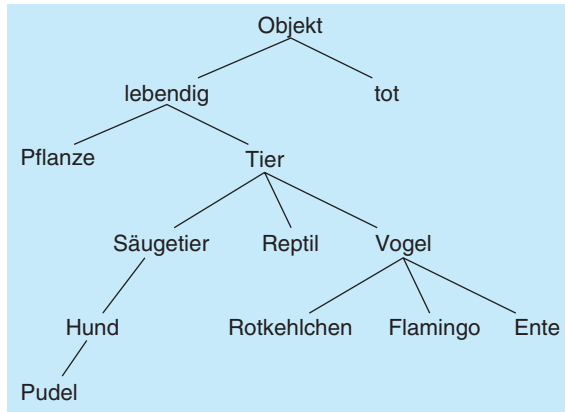 Objekt
lebendig tot
Pflanze Tier
Säugetier Reptil Vogel
Hund Rotkehlchen Flamingo Ente
Pudel